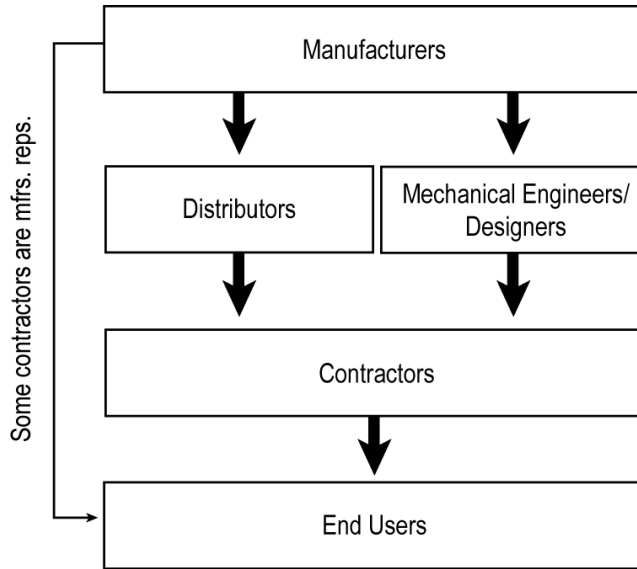 Manufacturers
Some contractors are mfrs. reps.
Distributors
Mechanical Engineers/
Designers
Contractors
End Users